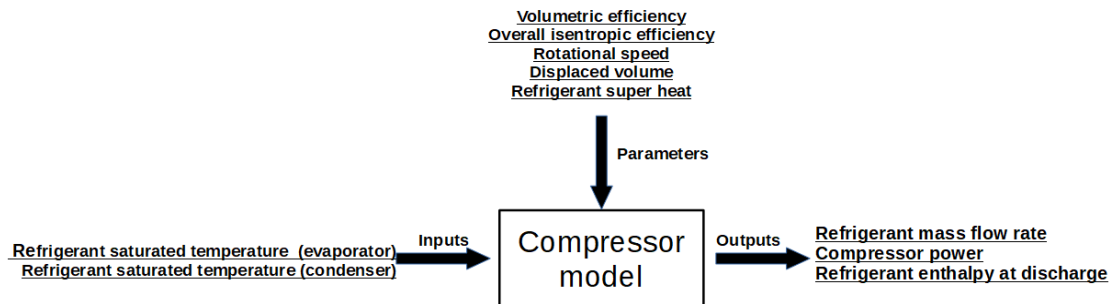 Volumetric efficiency
Overall isentropic efficiency
Rotational speed
Displaced volume
Refrigerant super heat
Parameters
Refrigerant saturated temperature (evaporator)
Refrigerant saturated temperature (condenser)
Inputs
Compressor
model
Outputs
Refrigerant mass flow rate
Compressor power
Refrigerant enthalpy at discharge